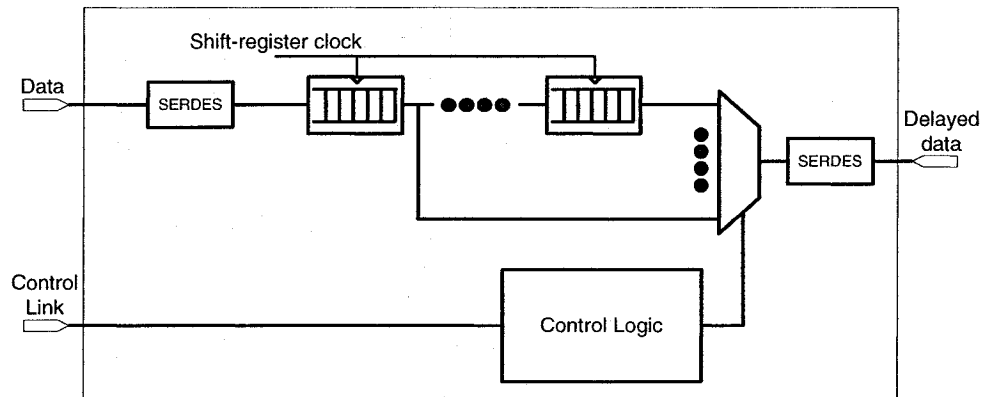 Shift-register clock
Data
SERDES
Delayed
data
SERDES
Control
Link
Control Logic